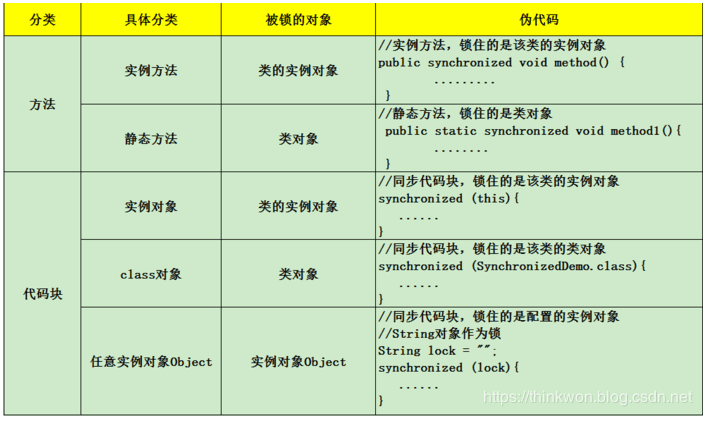 分类 具体分类 被锁的对象 伪代码
方法
实例方法 类的实例对象
//实例方法，锁住的是该类的实例对象
public synchronized void method() {
.........
}
静态方法 类对象
//静态方法，锁住的是类对象
public static synchronized void method1(){
........
}
代码块
实例对象 类的实例对象
//同步代码块，锁住的是该类的实例对象
synchronized (this){
......
}
class对象 类对象
//同步代码块，锁住的是该类的类对象
synchronized (SynchronizedDemo.class){
......
}
任意实例对象Object 实例对象Object
//同步代码块，锁住的是配置的实例对象
//String对象作为锁
String lock = "";
synchronized (lock){
......
}
https://thinkwon.blog.csdn.net